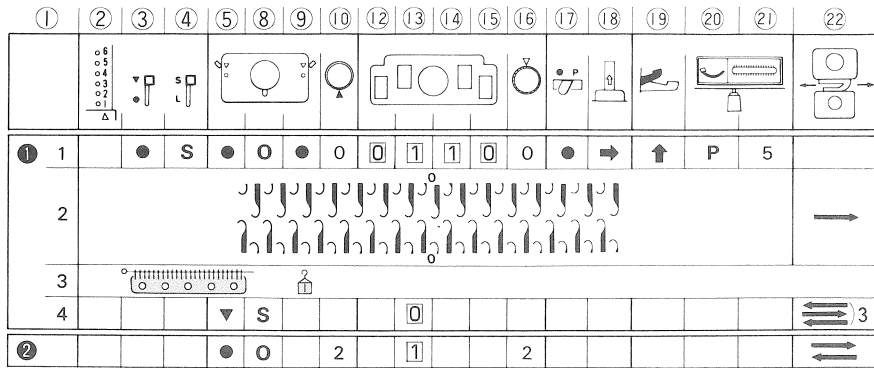 ① ② ③ ④ ⑤ ⑧ ⑨ ⑩ ⑫ ⑬ ⑭ ⑮ ⑯ ⑰ ⑱ ⑲ ⑳ ㉑ ㉒
6
5
4
3
2
1
S
L
P
❶ 1 ● S ● O ● 0 0 1 1 0 0 ● ➡ ⬆ P 5
0
2
0
3
4 ▼ S 0 3
❷ ● O 2 1 2